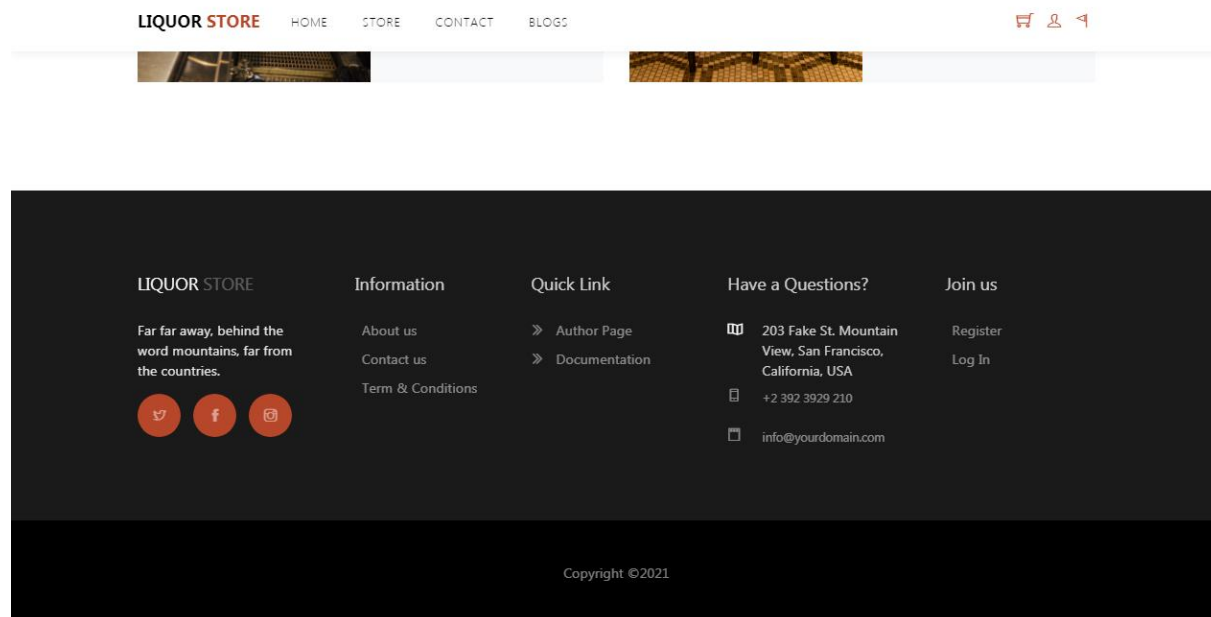 LIQUOR STORE HOME STORE CONTACT BLOGS
LIQUOR STORE
Far far away, behind the
word mountains, far from
the countries.
Information
About us
Contact us
Term & Conditions
Quick Link
Author Page
Documentation
Have a Questions?
203 Fake St. Mountain
View, San Francisco,
California, USA
+2 392 3929 210
info@yourdomain.com
Join us
Register
Log In
Copyright ©2021